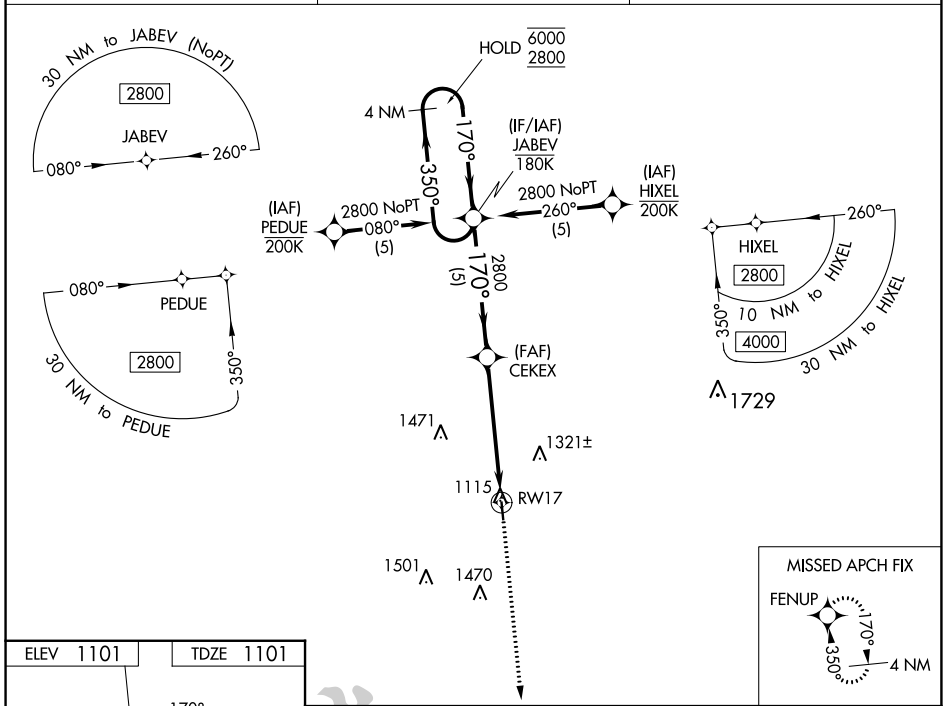 30 NM to JABEV (NoPT)
2800
JABEV
080°
260°
HOLD 6000
2800
4 NM
170°
350°
(IF/IAF)
JABEV
180K
(IAF)
PEDUE
200K
2800 NoPT
080°
(5)
2800 NoPT
260°
(5)
(IAF)
HIXEL
200K
2800
170°
(5)
(FAF)
CEKEX
080°
PEDUE
2800
350°
30 NM to PEDUE
260°
HIXEL
2800
10 NM to HIXEL
350°
4000
30 NM to HIXEL
1729
1471
1321±
1115
RW17
1501
1470
MISSED APCH FIX
FENUP
170°
350°
4 NM
ELEV 1101
TDZE 1101